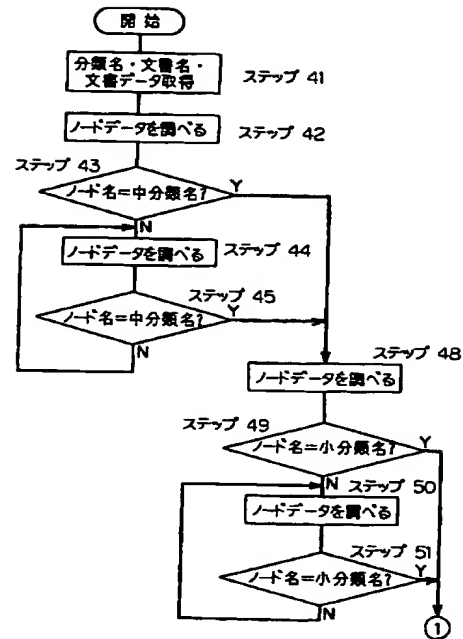 開始
分類名・文書名・
文書データ取得
ステップ 41
ノードデータを調べる
ステップ 42
ステップ 43
ノード名=中分類名?
Y
N
ステップ 44
ノードデータを調べる
ステップ 45
ノード名=中分類名?
Y
N
ステップ 48
ノードデータを調べる
ステップ 49
ノード名=小分類名?
Y
N
ステップ 50
ノードデータを調べる
ステップ 51
ノード名=小分類名?
Y
N
1